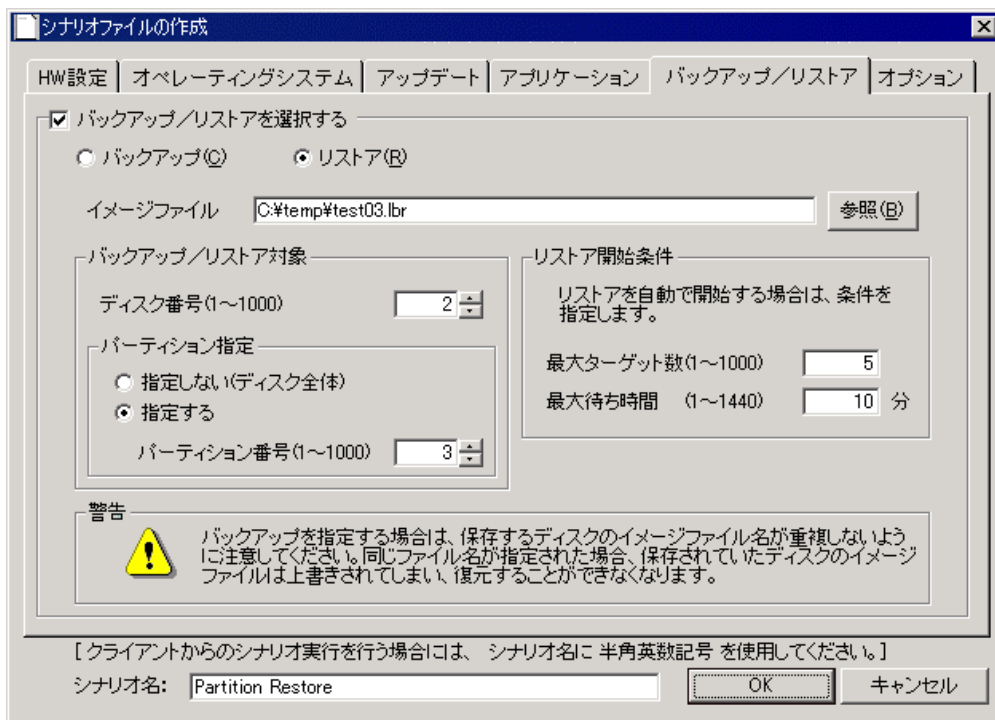 シナリオファイルの作成
HW設定 オペレーティングシステム アップデート アプリケーション バックアップ／リストア オプション
バックアップ／リストアを選択する
バックアップ(C) リストア(R)
イメージファイル C:¥temp¥test03.lbr 参照(B)
バックアップ／リストア対象
ディスク番号(1～1000) 2
パーティション指定
指定しない(ディスク全体)
指定する
パーティション番号(1～1000) 3
リストア開始条件
リストアを自動で開始する場合は、条件を
指定します。
最大ターゲット数(1～1000) 5
最大待ち時間 (1～1440) 10 分
警告
バックアップを指定する場合は、保存するディスクのイメージファイル名が重複しないよう
に注意してください。同じファイル名が指定された場合、保存されていたディスクのイメージ
ファイルは上書きされてしまい、復元することができなくなります。
[ クライアントからのシナリオ実行を行う場合には、 シナリオ名に 半角英数記号 を使用してください。]
シナリオ名: Partition Restore OK キャンセル